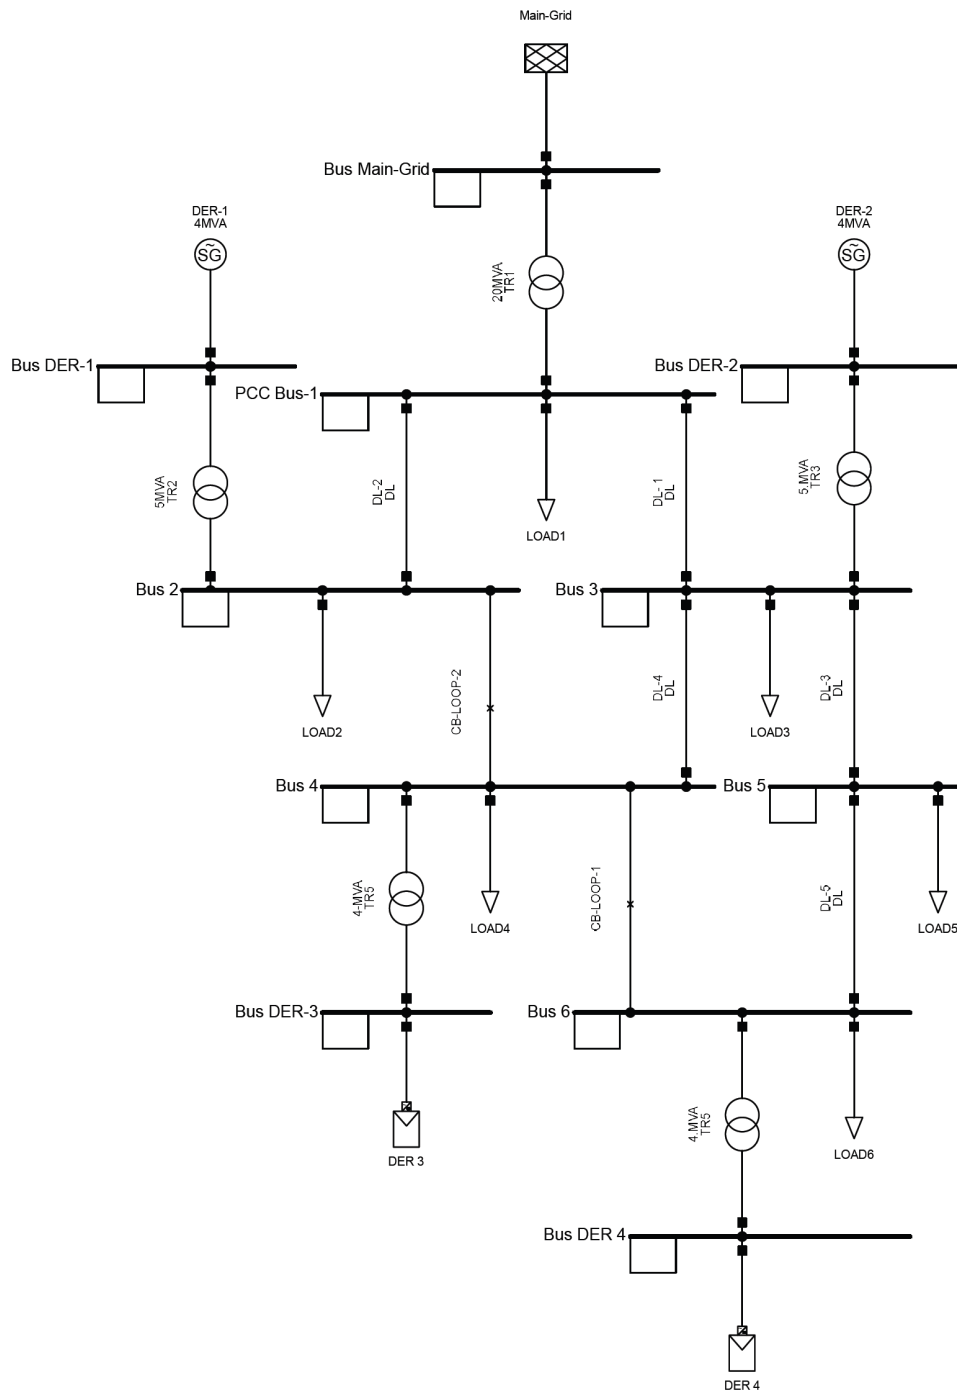 Main-Grid
Bus Main-Grid
DER-1
4MVA
S̃G
DER-2
4MVA
S̃G
20MVA
TR1
Bus DER-1
Bus DER-2
PCC Bus-1
5MVA
TR2
DL-2
DL
LOAD1
DL- 1
DL
5.MVA
TR3
Bus 2
Bus 3
LOAD2
CB-LOOP-2
DL-4
DL
LOAD3
DL-3
DL
Bus 4
Bus 5
4-MVA
TR5
LOAD4
CB-LOOP-1
DL-5
DL
LOAD5
Bus DER-3
Bus 6
DER 3
4.MVA
TR5
LOAD6
Bus DER 4
DER 4